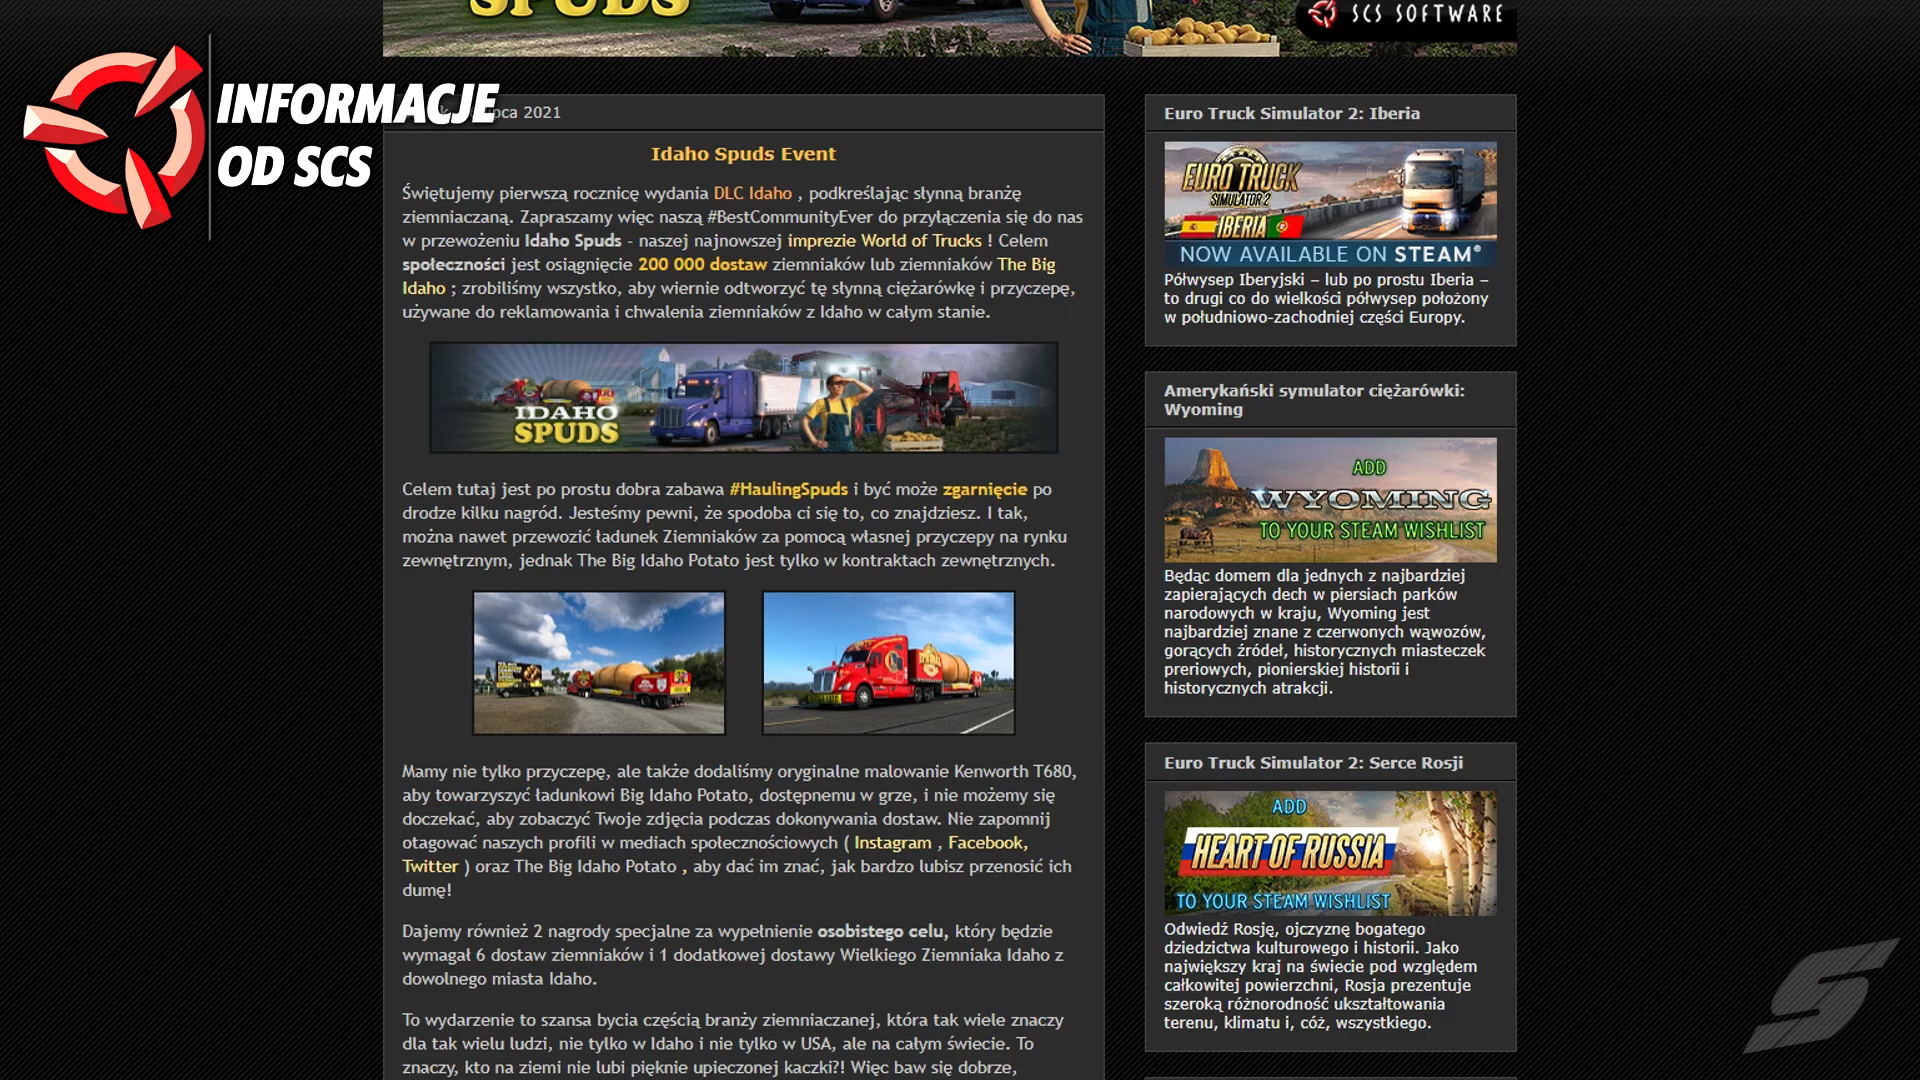 SPUDS
SCS SOFTWARE
INFORMACJE
OD SCS
pca 2021
Idaho Spuds Event
Świętujemy pierwszą rocznicę wydania DLC Idaho , podkreślając słynną branżę
ziemniaczaną. Zapraszamy więc naszą #BestCommunityEver do przyłączenia się do nas
w przewożeniu Idaho Spuds - naszej najnowszej imprezie World of Trucks ! Celem
społeczności jest osiągnięcie 200 000 dostaw ziemniaków lub ziemniaków The Big
Idaho ; zrobiliśmy wszystko, aby wiernie odtworzyć tę słynną ciężarówkę i przyczepę,
używane do reklamowania i chwalenia ziemniaków z Idaho w całym stanie.
IDAHO
SPUDS
Celem tutaj jest po prostu dobra zabawa #HaulingSpuds i być może zgarnięcie po
drodze kilku nagród. Jesteśmy pewni, że spodoba ci się to, co znajdziesz. I tak,
można nawet przewozić ładunek Ziemniaków za pomocą własnej przyczepy na rynku
zewnętrznym, jednak The Big Idaho Potato jest tylko w kontraktach zewnętrznych.
Mamy nie tylko przyczepę, ale także dodaliśmy oryginalne malowanie Kenworth T680,
aby towarzyszyć ładunkowi Big Idaho Potato, dostępnemu w grze, i nie możemy się
doczekać, aby zobaczyć Twoje zdjęcia podczas dokonywania dostaw. Nie zapomnij
otagować naszych profili w mediach społecznościowych ( Instagram , Facebook,
Twitter ) oraz The Big Idaho Potato , aby dać im znać, jak bardzo lubisz przenosić ich
dumę!
Dajemy również 2 nagrody specjalne za wypełnienie osobistego celu, który będzie
wymagał 6 dostaw ziemniaków i 1 dodatkowej dostawy Wielkiego Ziemniaka Idaho z
dowolnego miasta Idaho.
To wydarzenie to szansa bycia częścią branży ziemniaczanej, która tak wiele znaczy
dla tak wielu ludzi, nie tylko w Idaho i nie tylko w USA, ale na całym świecie. To
znaczy, kto na ziemi nie lubi pięknie upieczonej kaczki?! Więc baw się dobrze,
Euro Truck Simulator 2: Iberia
EURO TRUCK
SIMULATOR 2
IBERIA
NOW AVAILABLE ON STEAM®
Półwysep Iberyjski – lub po prostu Iberia –
to drugi co do wielkości półwysep położony
w południowo-zachodniej części Europy.
Amerykański symulator ciężarówki:
Wyoming
ADD
WYOMING
TO YOUR STEAM WISHLIST
Będąc domem dla jednych z najbardziej
zapierających dech w piersiach parków
narodowych w kraju, Wyoming jest
najbardziej znane z czerwonych wąwozów,
gorących źródeł, historycznych miasteczek
preriowych, pionierskiej historii i
historycznych atrakcji.
Euro Truck Simulator 2: Serce Rosji
ADD
HEART OF RUSSIA
TO YOUR STEAM WISHLIST
Odwiedź Rosję, ojczyznę bogatego
dziedzictwa kulturowego i historii. Jako
największy kraj na świecie pod względem
całkowitej powierzchni, Rosja prezentuje
szeroką różnorodność ukształtowania
terenu, klimatu i, cóż, wszystkiego.